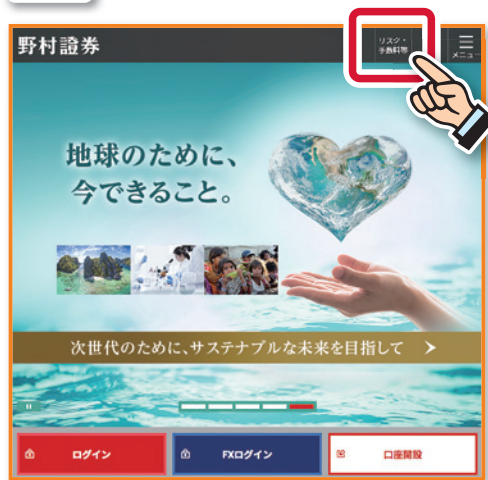 野村證券
リスク・
手数料等
メニュー
地球のために、
今できること。
次世代のために、サステナブルな未来を目指して
ログイン
FXログイン
口座開設